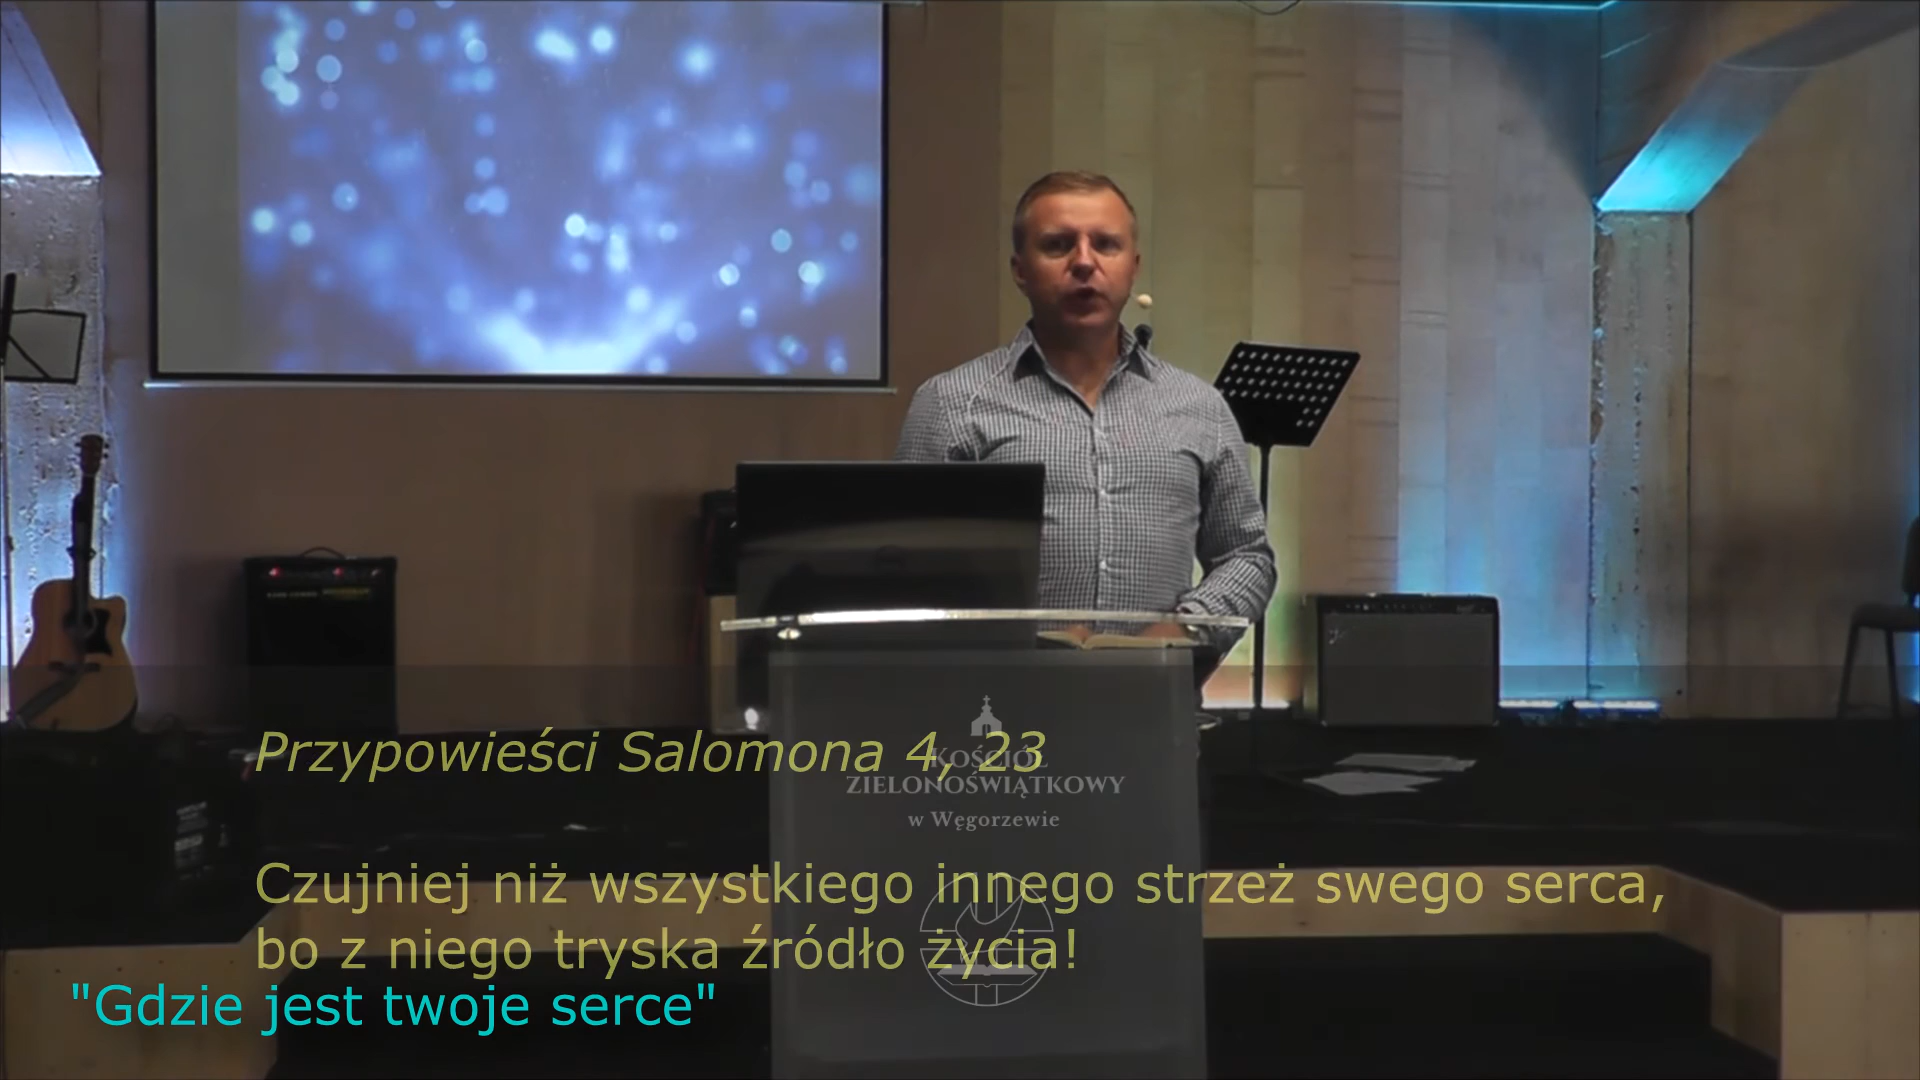 Przypowieści Salomona 4, 23
Kościół
Zielonoświątkowy
w Węgorzewie
Czujniej niż wszystkiego innego strzeż swego serca,
bo z niego tryska źródło życia!
"Gdzie jest twoje serce"